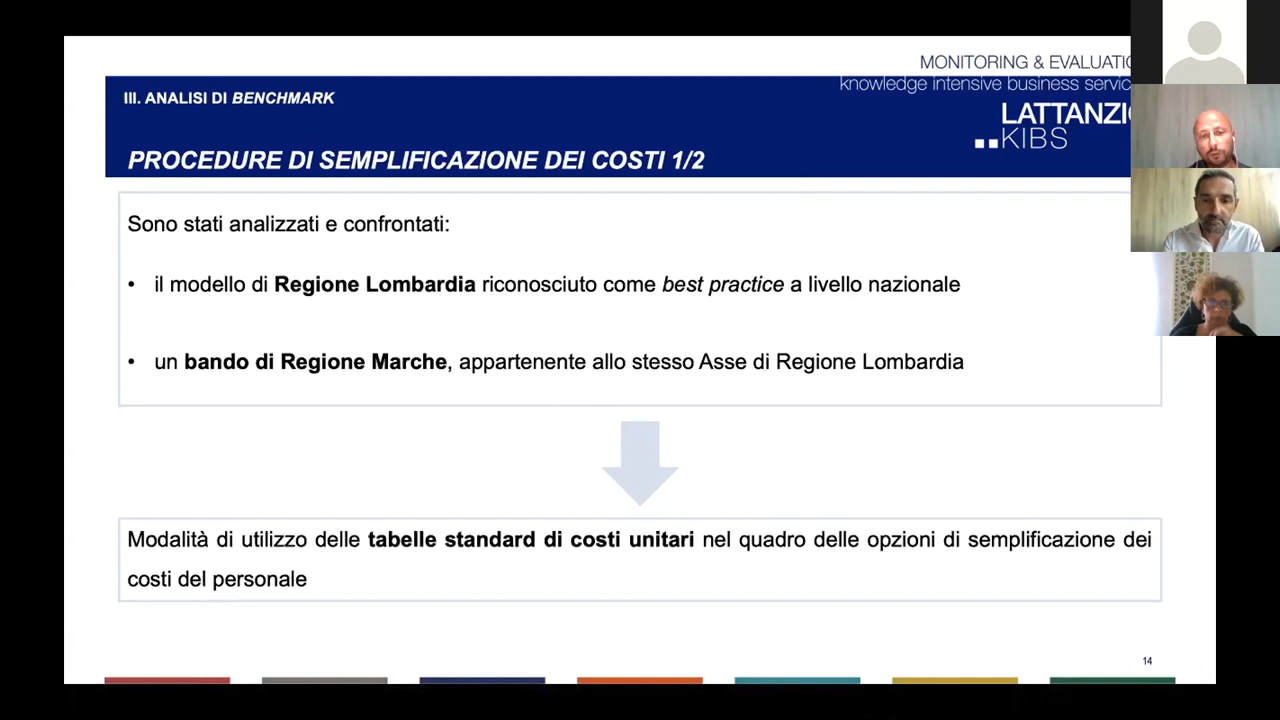 MONITORING & EVALUATIO
knowledge intensive business servic
III. ANALISI DI BENCHMARK
LATTANZIO
KIBS
PROCEDURE DI SEMPLIFICAZIONE DEI COSTI 1/2
Sono stati analizzati e confrontati:
• il modello di Regione Lombardia riconosciuto come best practice a livello nazionale
• un bando di Regione Marche, appartenente allo stesso Asse di Regione Lombardia
Modalità di utilizzo delle tabelle standard di costi unitari nel quadro delle opzioni di semplificazione dei
costi del personale
14